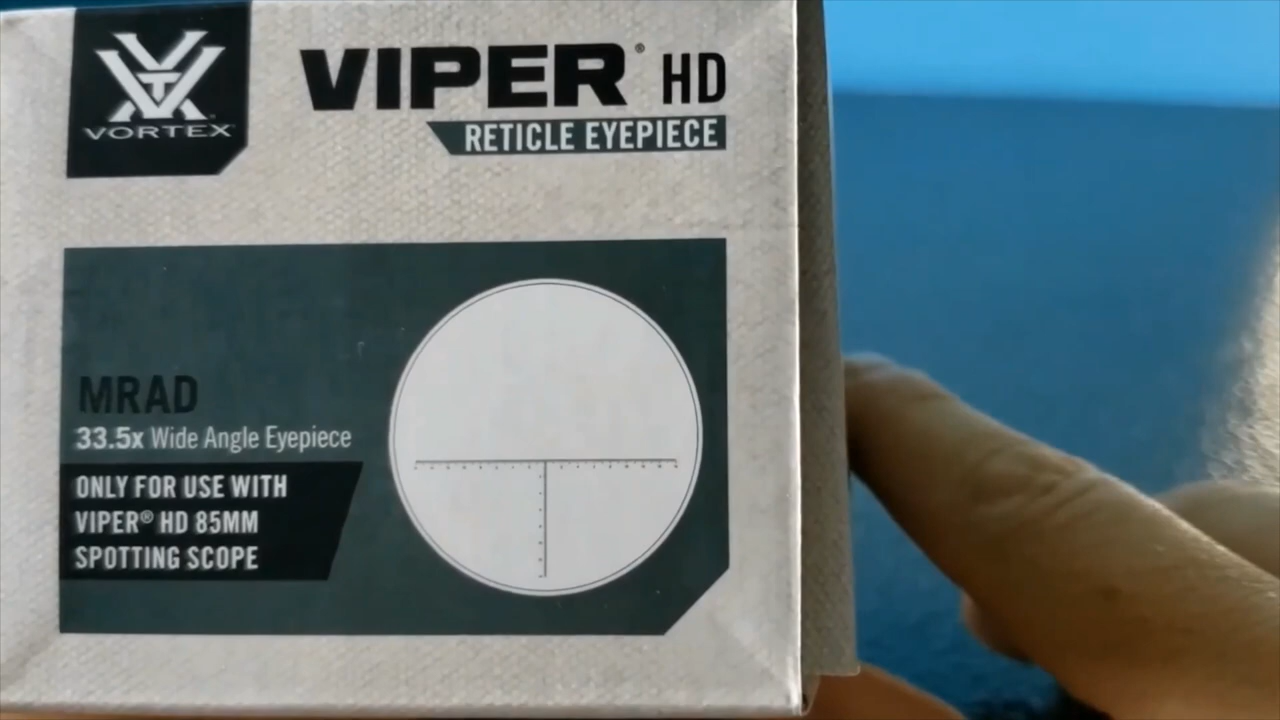 VORTEX
VIPER® HD
RETICLE EYEPIECE
MRAD
33.5x Wide Angle Eyepiece
ONLY FOR USE WITH
VIPER® HD 85MM
SPOTTING SCOPE